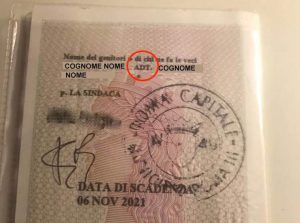 Nome dei genitori o di chi ne fa le veci
COGNOME NOME ADT. COGNOME
NOME
p. LA SINDACA
ROMA CAPITALE
DATA DI SCADENZA
06 NOV 2021